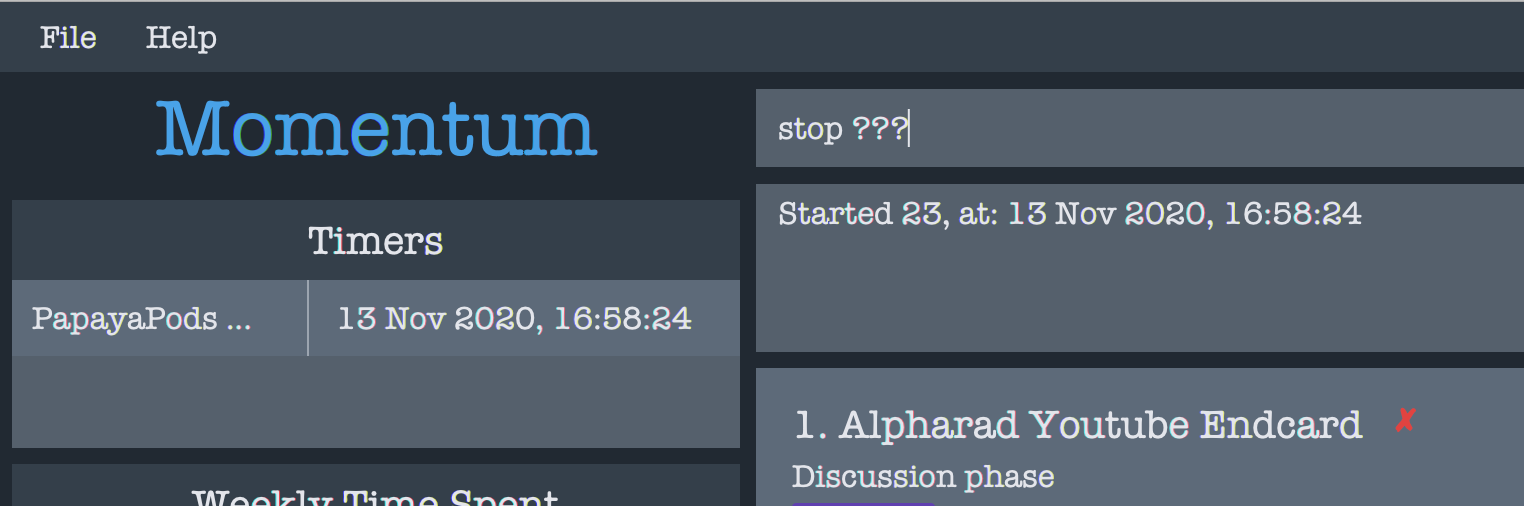 File Help
Momentum
stop ???
Started 23, at: 13 Nov 2020, 16:58:24
Timers
PapayaPods ... 13 Nov 2020, 16:58:24
1. Alpharad Youtube Endcard ✘
Discussion phase
Weekly Time Spent